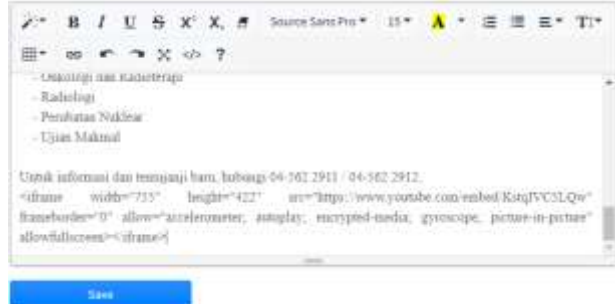 B I U S X² X₂ Source Sans Pro 15 A T
</> ?
- Onkologi dan Radioterapi
- Radiologi
- Perubatan Nuklear
- Ujian Makmal
Untuk informasi dan temujanji baru, hubungi 04-562 2911 / 04-562 2912.
<iframe width="755" height="422" src="https://www.youtube.com/embed/
frameborder="0" allow="accelerometer; autoplay; encrypted-media; gyroscope; picture-in-picture"
allowfullscreen></iframe>
Save